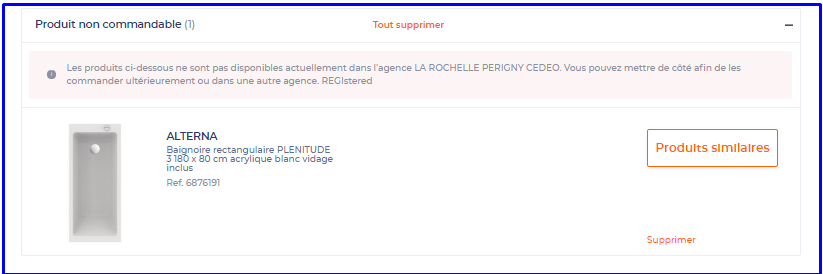 Produit non commandable (1)
Tout supprimer
Les produits ci-dessous ne sont pas disponibles actuellement dans l'agence LA ROCHELLE PERIGNY CEDEO. Vous pouvez mettre de côté afin de les
commander ultérieurement ou dans une autre agence. REGIstered
ALTERNA
Baignoire rectangulaire PLENITUDE
3 180 x 80 cm acrylique blanc vidage
inclus
Ref. 6876191
Produits similaires
Supprimer